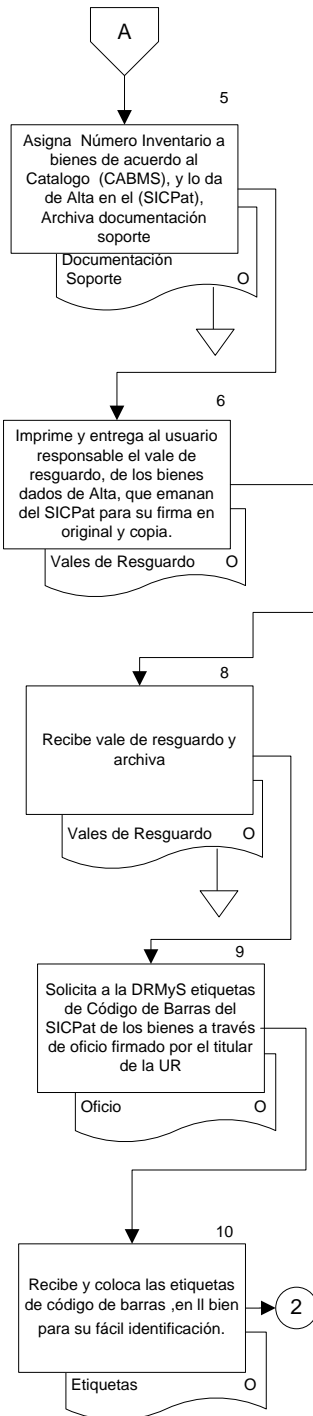 A
5
Asigna Número Inventario a
bienes de acuerdo al
Catalogo (CABMS), y lo da
de Alta en el (SICPat),
Archiva documentación
soporte
Documentación
Soporte O
6
Imprime y entrega al usuario
responsable el vale de
resguardo, de los bienes
dados de Alta, que emanan
del SICPat para su firma en
original y copia.
Vales de Resguardo O
8
Recibe vale de resguardo y
archiva
Vales de Resguardo O
9
Solicita a la DRMyS etiquetas
de Código de Barras del
SICPat de los bienes a través
de oficio firmado por el titular
de la UR
Oficio O
10
Recibe y coloca las etiquetas
de código de barras ,en ll bien
para su fácil identificación.
2
Etiquetas O